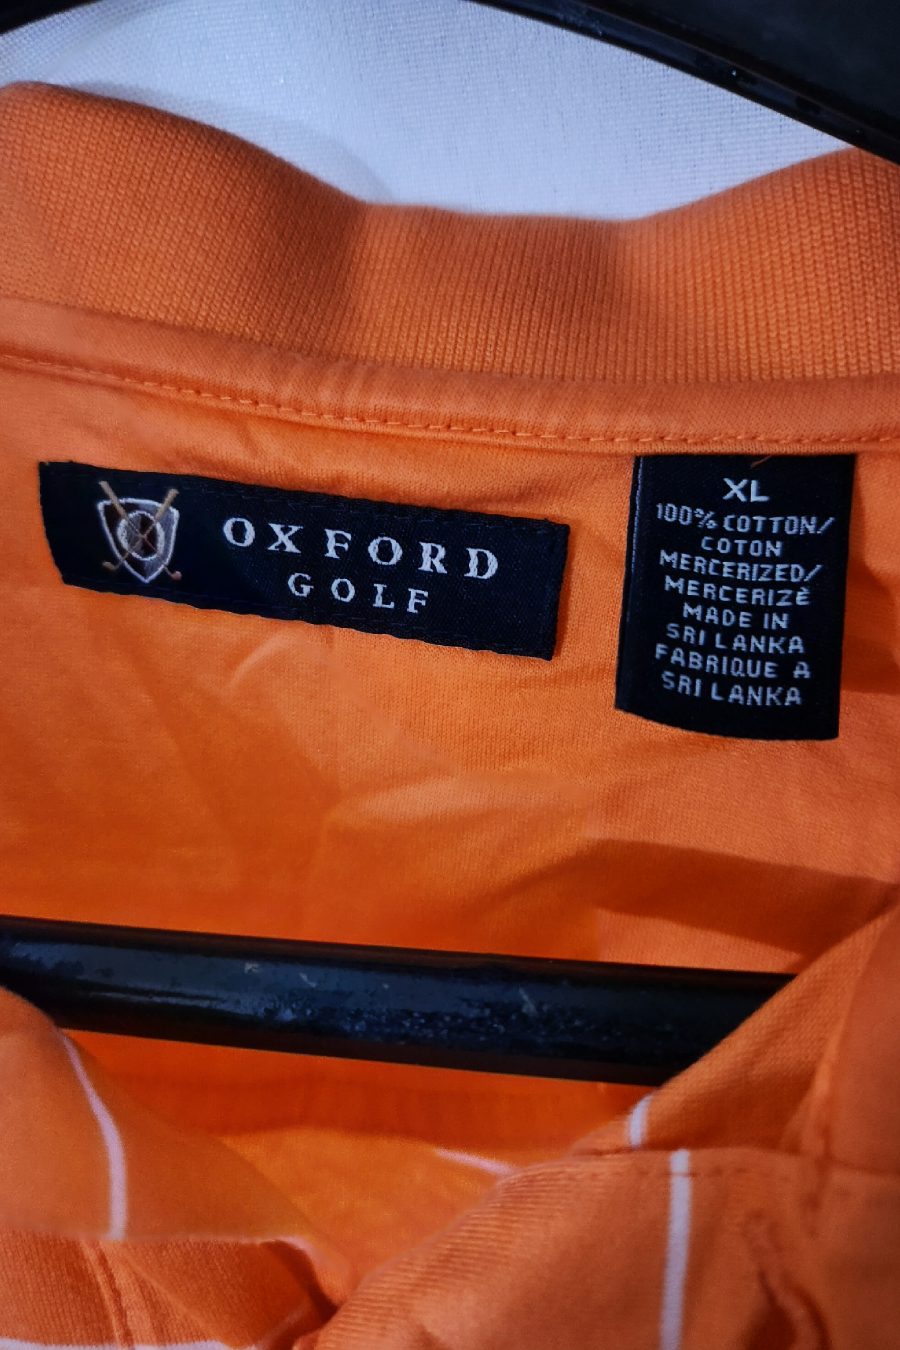 OXFORD
GOLF
XL
100% COTTON/
COTON
MERCERIZED/
MERCERIZÈ
MADE IN
SRI LANKA
FABRIQUE A
SRI LANKA